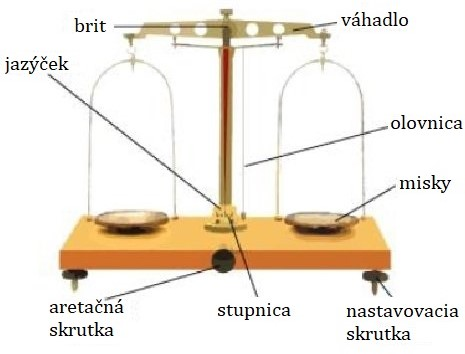 brit
váhadlo
jazýček
olovnica
misky
aretačná
skrutka
stupnica
nastavovacia
skrutka